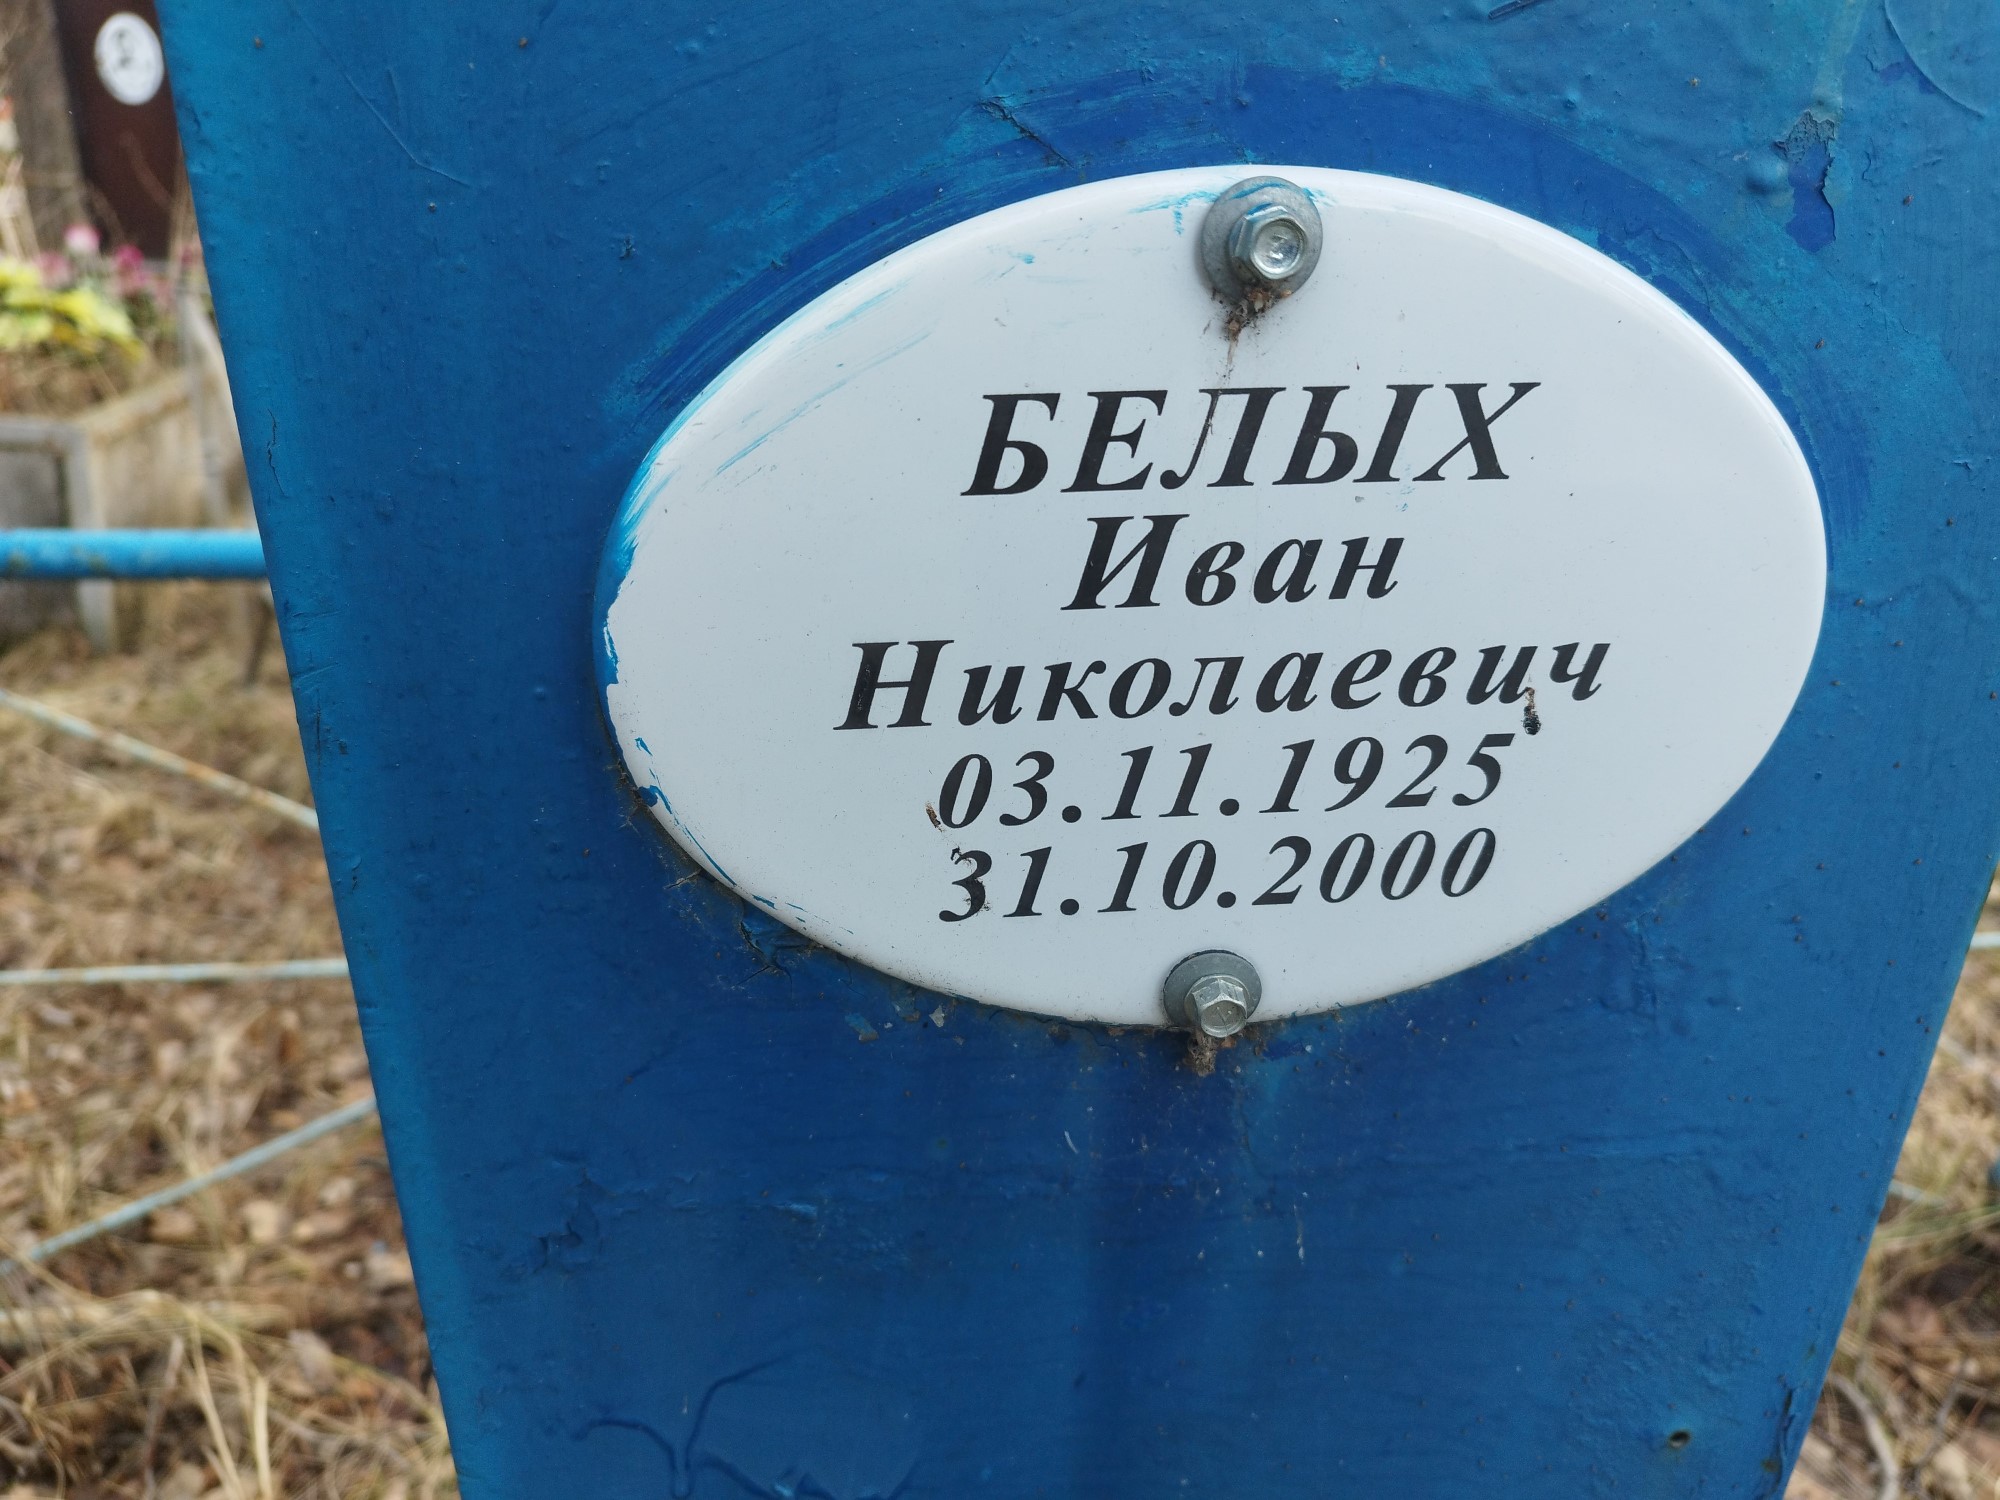 БЕЛЫХ
Иван
Николаевич
03.11.1925
31.10.2000